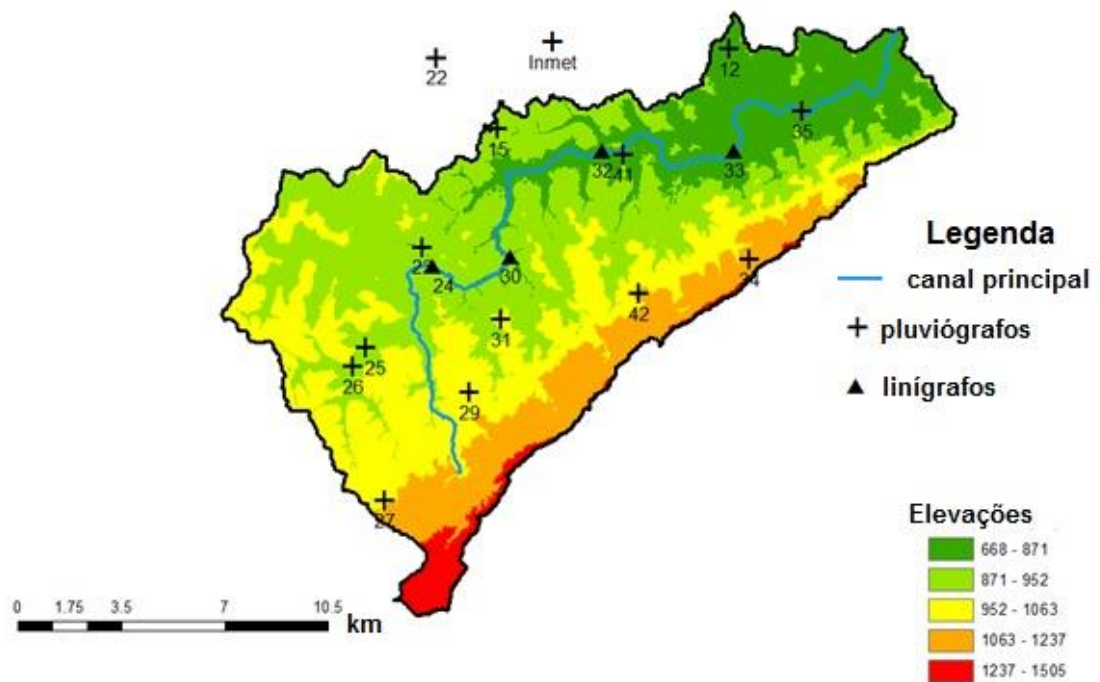 Inmet
22
12
35
15
32
41
33
23
24
30
34
42
31
25
26
29
27
Legenda
canal principal
pluviógrafos
linígrafos
Elevações
668 - 871
871 - 952
952 - 1063
1063 - 1237
1237 - 1505
0 1.75 3.5 7 10.5
km